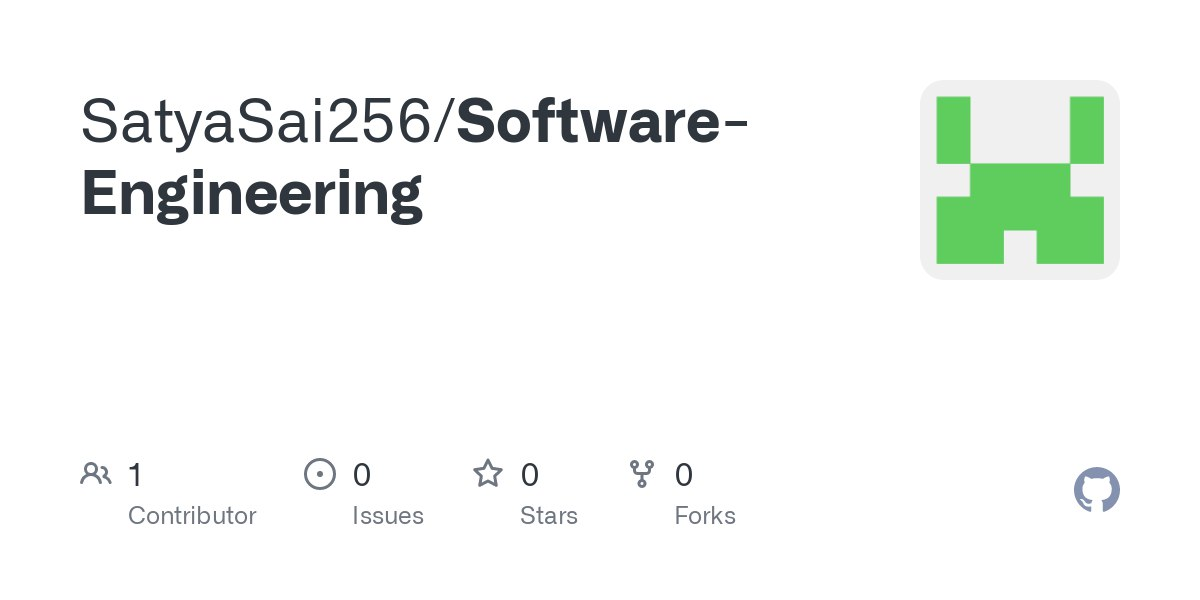 SatyaSai256/Software-
Engineering
1 0 0 0
Contributor Issues Stars Forks